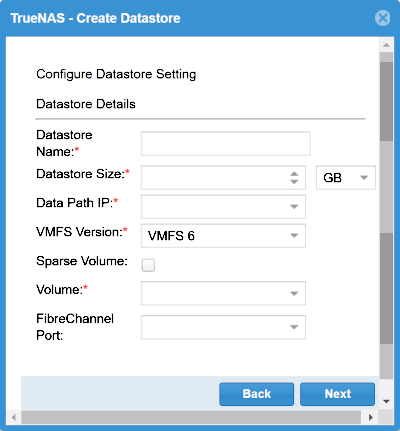 TrueNAS - Create Datastore
Configure Datastore Setting
Datastore Details
Datastore
Name:*
Datastore Size:*
GB
Data Path IP:*
VMFS Version:*
VMFS 6
Sparse Volume:
Volume:*
FibreChannel
Port:
Back
Next